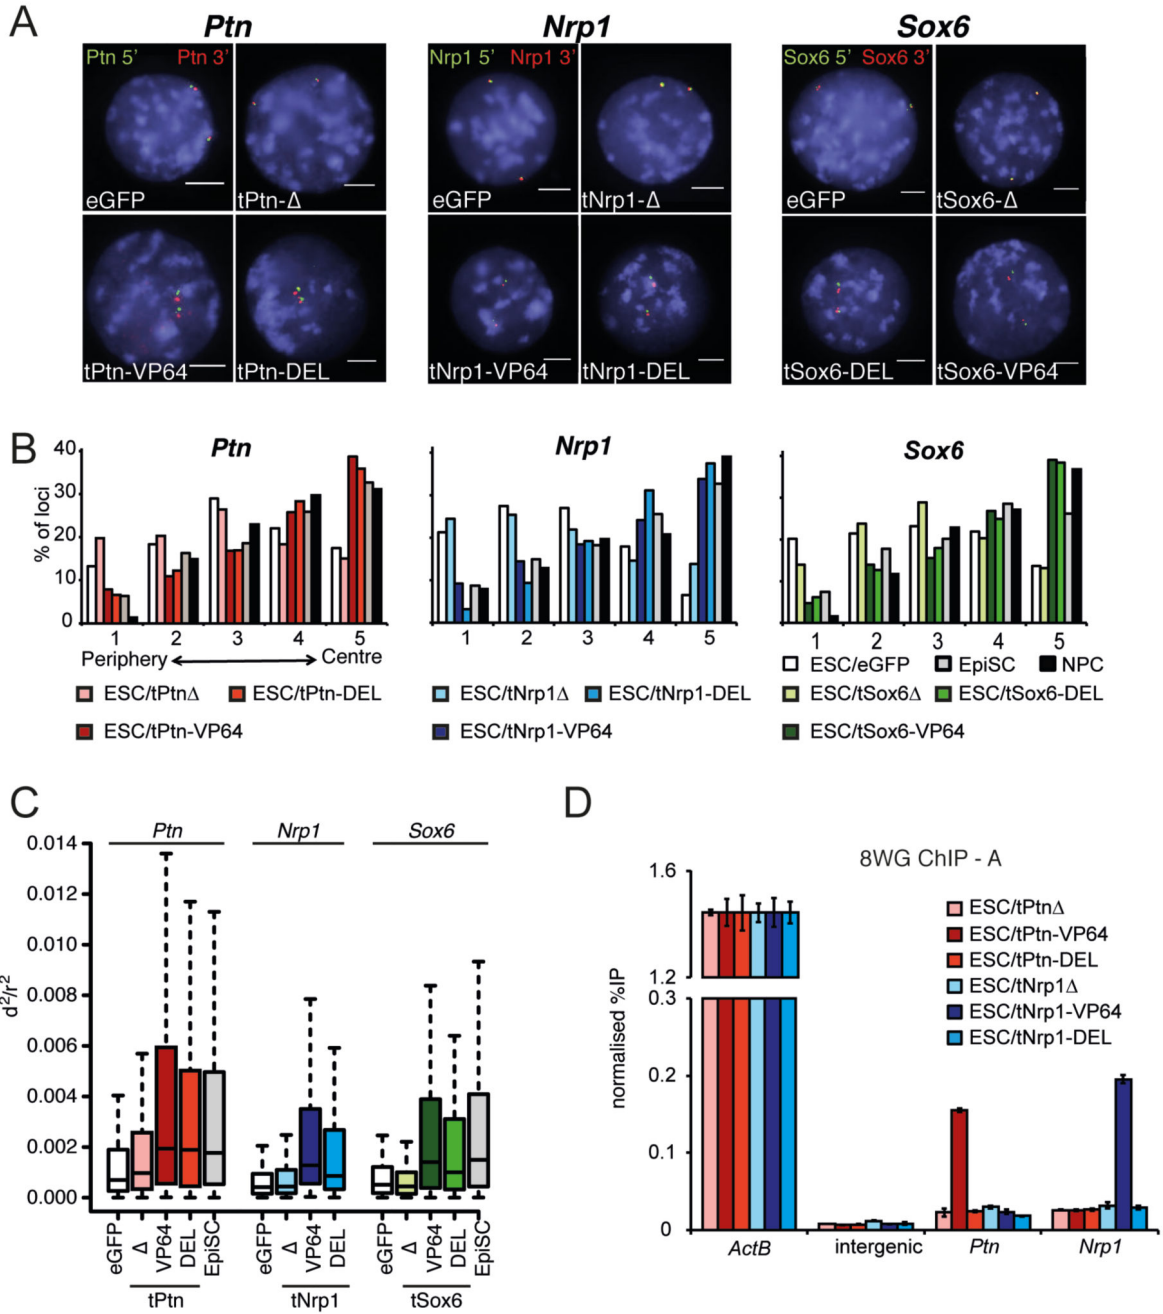 A
Ptn
Nrp1
Sox6
Ptn 5’ Ptn 3’
Nrp1 5’ Nrp1 3’
Sox6 5’ Sox6 3’
eGFP
tPtn-Δ
eGFP
tNrp1-Δ
eGFP
tSox6-Δ
tPtn-VP64
tPtn-DEL
tNrp1-VP64
tNrp1-DEL
tSox6-DEL
tSox6-VP64
B
Ptn
Nrp1
Sox6
% of loci
40
30
20
10
0
1 2 3 4 5
1 2 3 4 5
1 2 3 4 5
Periphery Centre
ESC/eGFP EpiSC NPC
ESC/tPtnΔ ESC/tPtn-DEL
ESC/tPtn-VP64
ESC/tNrp1Δ ESC/tNrp1-DEL
ESC/tNrp1-VP64
ESC/tSox6Δ ESC/tSox6-DEL
ESC/tSox6-VP64
C
Ptn Nrp1 Sox6
d²/r²
0.014
0.012
0.010
0.008
0.006
0.004
0.002
0.000
eGFP Δ VP64 DEL EpiSC
eGFP Δ VP64 DEL
eGFP Δ VP64 DEL EpiSC
tPtn tNrp1 tSox6
D
8WG ChIP - A
normalised %IP
1.6
1.2
0.3
0.2
0.1
0
ESC/tPtnΔ
ESC/tPtn-VP64
ESC/tPtn-DEL
ESC/tNrp1Δ
ESC/tNrp1-VP64
ESC/tNrp1-DEL
ActB intergenic Ptn Nrp1